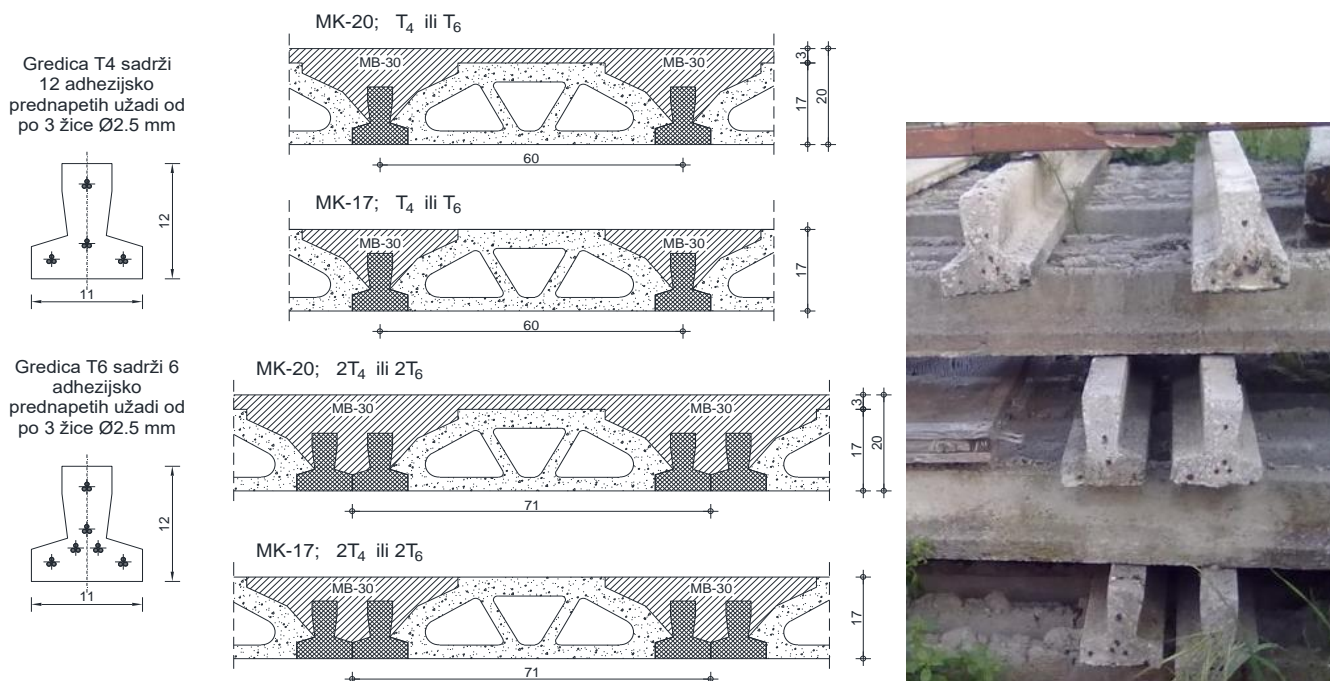 Gredica T4 sadrži
12 adhezijsko
prednapetih užadi od
po 3 žice Ø2.5 mm
12
11
Gredica T6 sadrži 6
adhezijsko
prednapetih užadi od
po 3 žice Ø2.5 mm
12
11
MK-20; T4 ili T6
MB-30
MB-30
3
17
20
60
MK-17; T4 ili T6
MB-30
MB-30
17
60
MK-20; 2T4 ili 2T6
MB-30
MB-30
3
17
20
71
MK-17; 2T4 ili 2T6
MB-30
MB-30
17
71